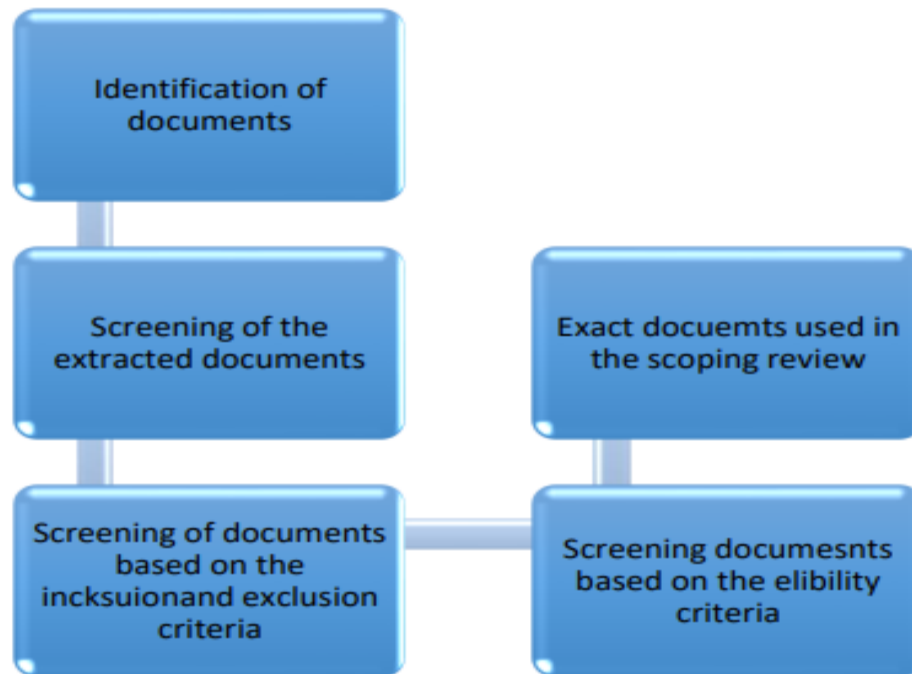 Identification of
documents
Screening of the
extracted documents
Screening of documents
based on the
incksuionand exclusion
criteria
Screening documesnts
based on the elibility
criteria
Exact docuemts used in
the scoping review